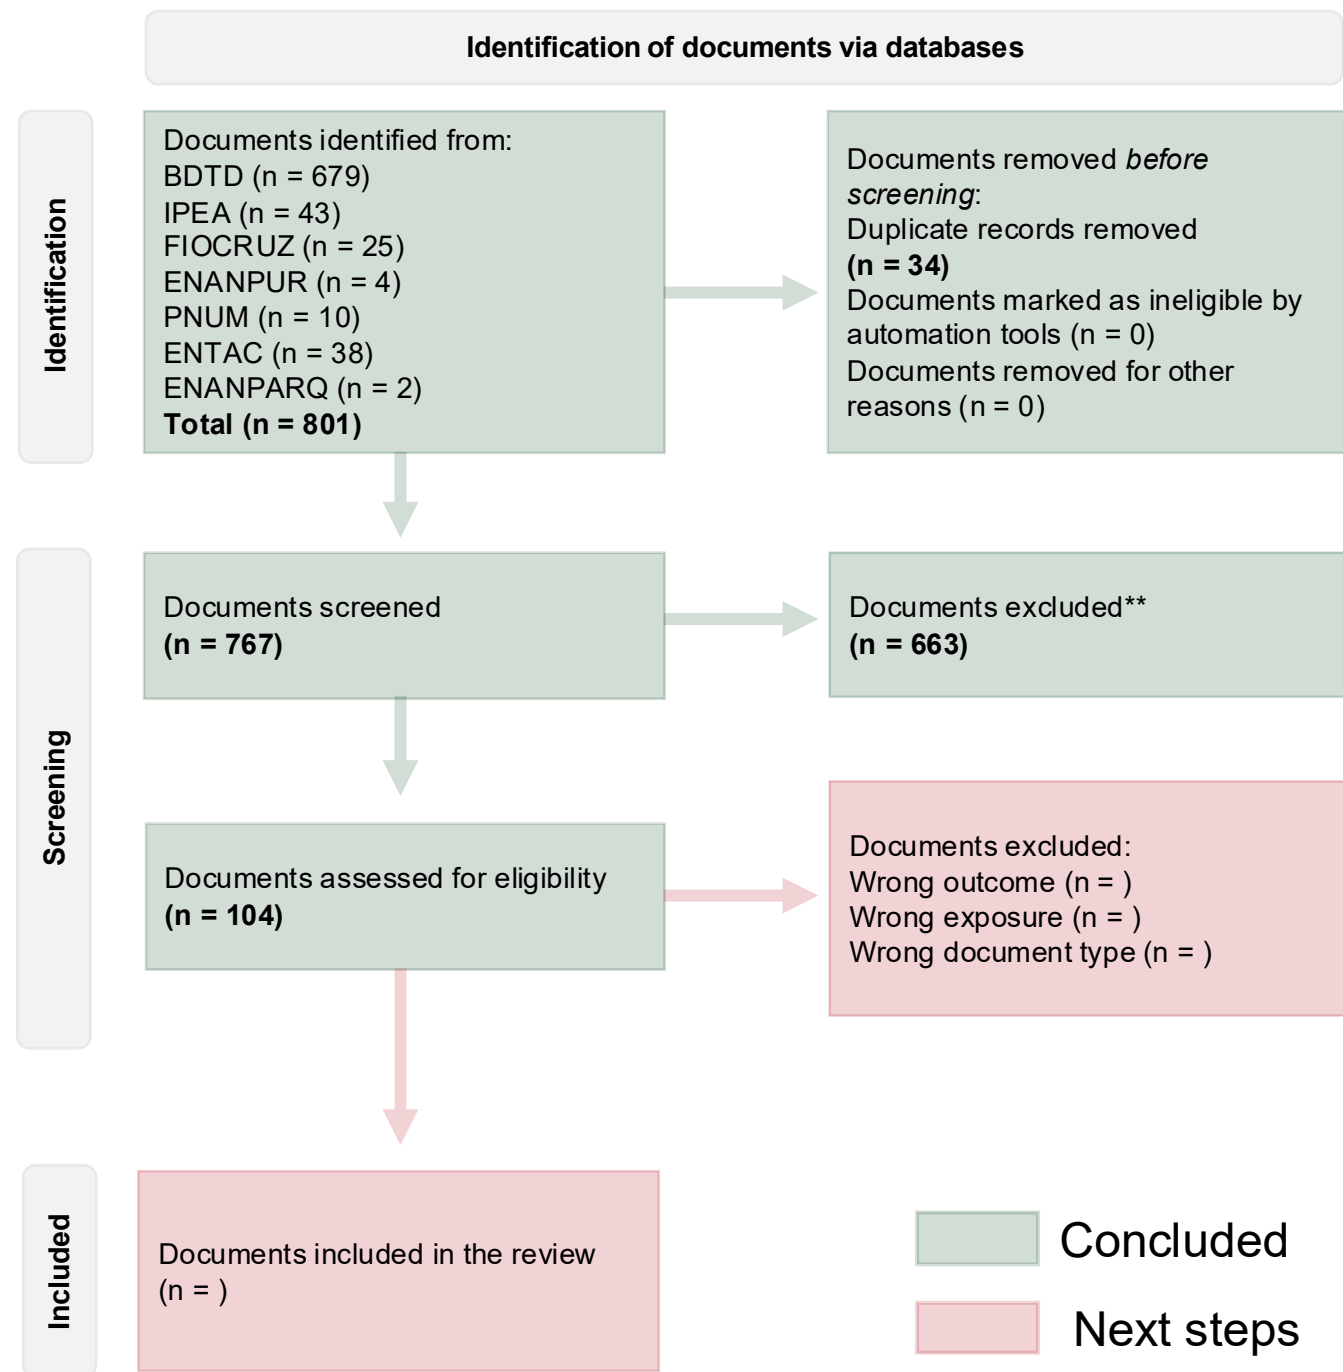 Identification of documents via databases
Identification
Documents identified from:
BDTD (n = 679)
IPEA (n = 43)
FIOCRUZ (n = 25)
ENANPUR (n = 4)
PNUM (n = 10)
ENTAC (n = 38)
ENANPARQ (n = 2)
Total (n = 801)
Documents removed before
screening:
Duplicate records removed
(n = 34)
Documents marked as ineligible by
automation tools (n = 0)
Documents removed for other
reasons (n = 0)
Screening
Documents screened
(n = 767)
Documents excluded**
(n = 663)
Documents assessed for eligibility
(n = 104)
Documents excluded:
Wrong outcome (n = )
Wrong exposure (n = )
Wrong document type (n = )
Included
Documents included in the review
(n = )
Concluded
Next steps